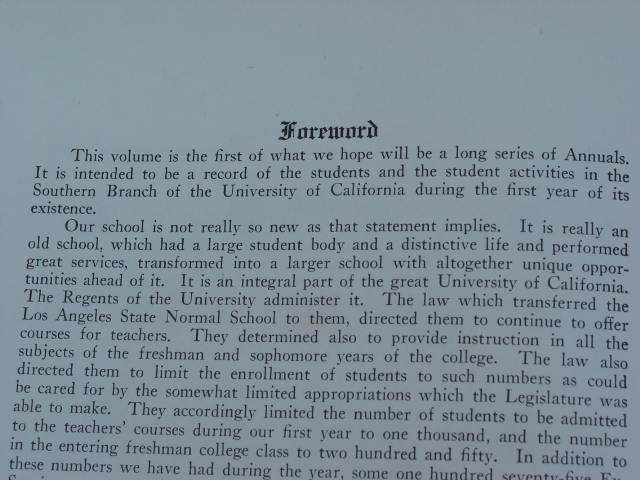 Foreword
This volume is the first of what we hope will be a long series of Annuals.
It is intended to be a record of the students and the student activities in the
Southern Branch of the University of California during the first year of its
existence.
Our school is not really so new as that statement implies. It is really an
old school, which had a large student body and a distinctive life and performed
great services, transformed into a larger school with altogether unique oppor-
tunities ahead of it. It is an integral part of the great University of California.
The Regents of the University administer it. The law which transferred the
Los Angeles State Normal School to them, directed them to continue to offer
courses for teachers. They determined also to provide instruction in all the
subjects of the freshman and sophomore years of the college. The law also
directed them to limit the enrollment of students to such numbers as could
be cared for by the somewhat limited appropriations which the Legislature was
able to make. They accordingly limited the number of students to be admitted
to the teachers' courses during our first year to one thousand, and the number
in the entering freshman college class to two hundred and fifty. In addition to
these numbers we have had during the year, some one hundred seventy-five